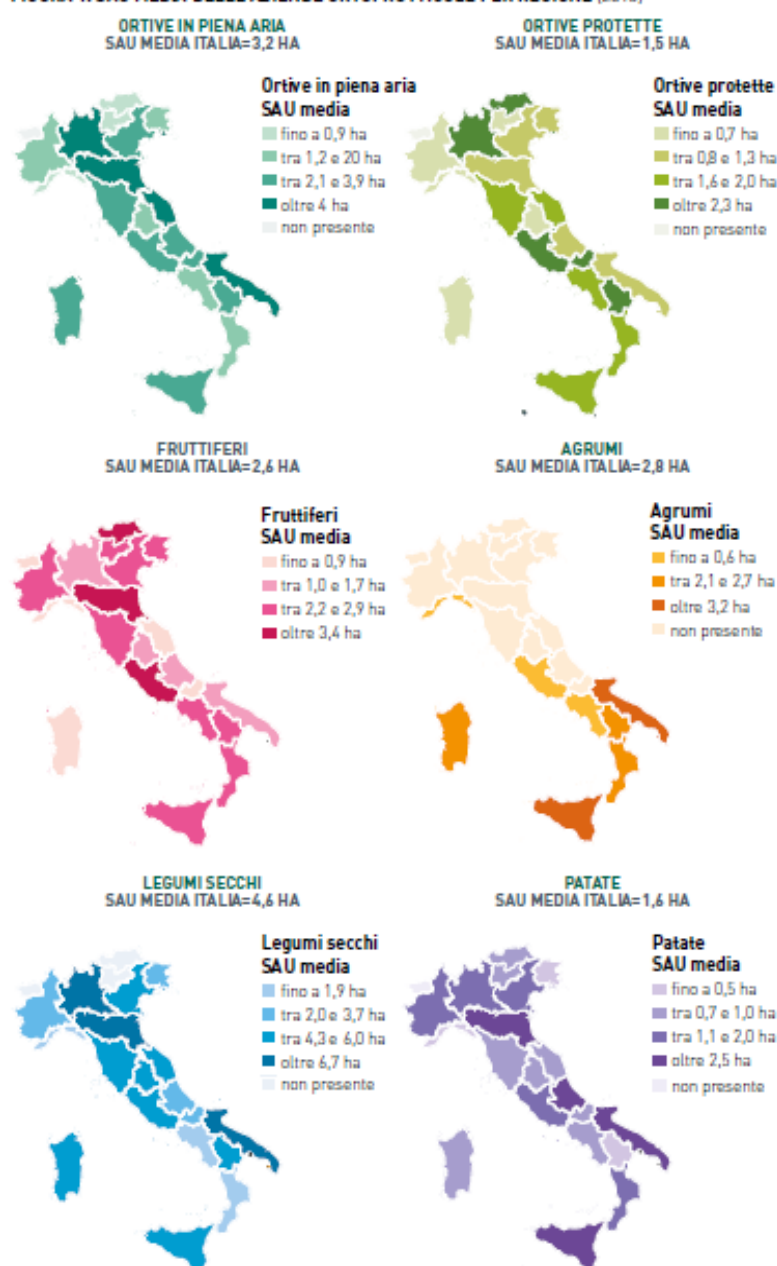 ORTIVE IN PIENA ARIA
SAU MEDIA ITALIA=3,2 HA
Ortive in piena aria
SAU media
fino a 0,9 ha
tra 1,2 e 20 ha
tra 2,1 e 3,9 ha
oltre 4 ha
non presente
ORTIVE PROTETTE
SAU MEDIA ITALIA=1,5 HA
Ortive protette
SAU media
fino a 0,7 ha
tra 0,8 e 1,3 ha
tra 1,6 e 2,0 ha
oltre 2,3 ha
non presente
FRUTTIFERI
SAU MEDIA ITALIA=2,6 HA
Fruttiferi
SAU media
fino a 0,9 ha
tra 1,0 e 1,7 ha
tra 2,2 e 2,9 ha
oltre 3,4 ha
AGRUMI
SAU MEDIA ITALIA=2,8 HA
Agrumi
SAU media
fino a 0,6 ha
tra 2,1 e 2,7 ha
oltre 3,2 ha
non presente
LEGUMI SECCHI
SAU MEDIA ITALIA=4,6 HA
Legumi secchi
SAU media
fino a 1,9 ha
tra 2,0 e 3,7 ha
tra 4,3 e 6,0 ha
oltre 6,7 ha
non presente
PATATE
SAU MEDIA ITALIA=1,6 HA
Patate
SAU media
fino a 0,5 ha
tra 0,7 e 1,0 ha
tra 1,1 e 2,0 ha
oltre 2,5 ha
non presente